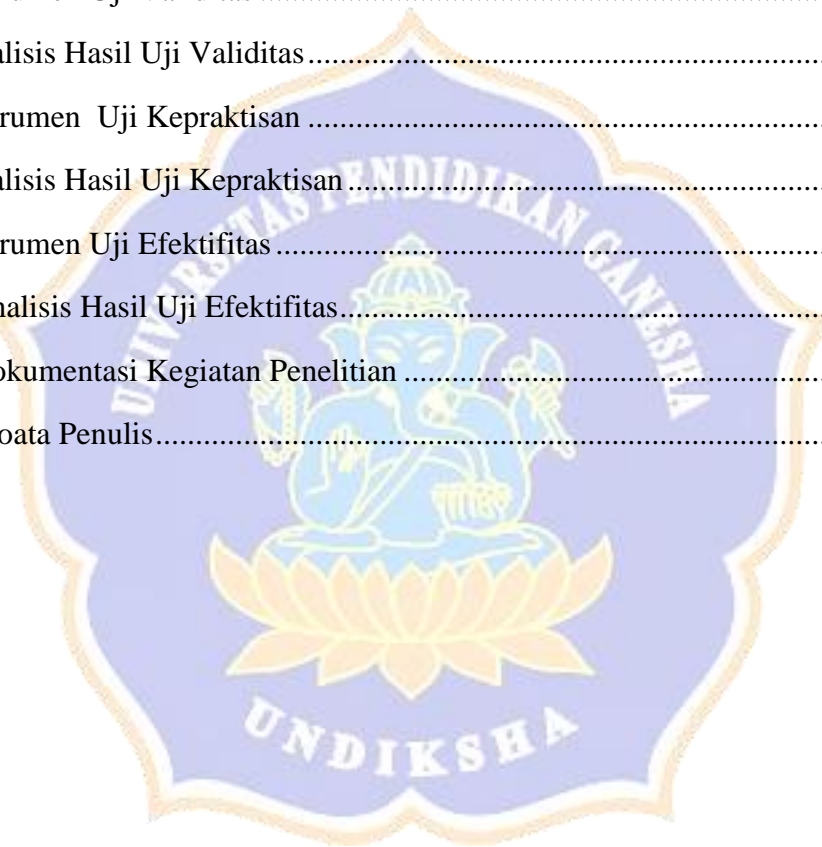 alisis Hasil Uji Validitas ................................................................
rumen  Uji Kepraktisan ................................................................
alisis Hasil Uji Kepraktisan ................................................................
rumen Uji Efektifitas ................................................................
nalisis Hasil Uji Efektifitas ................................................................
okumentasi Kegiatan Penelitian ................................................................
oata Penulis ................................................................
UNIVERSITAS PENDIDIKAN GANESHA
UNDIKSHA